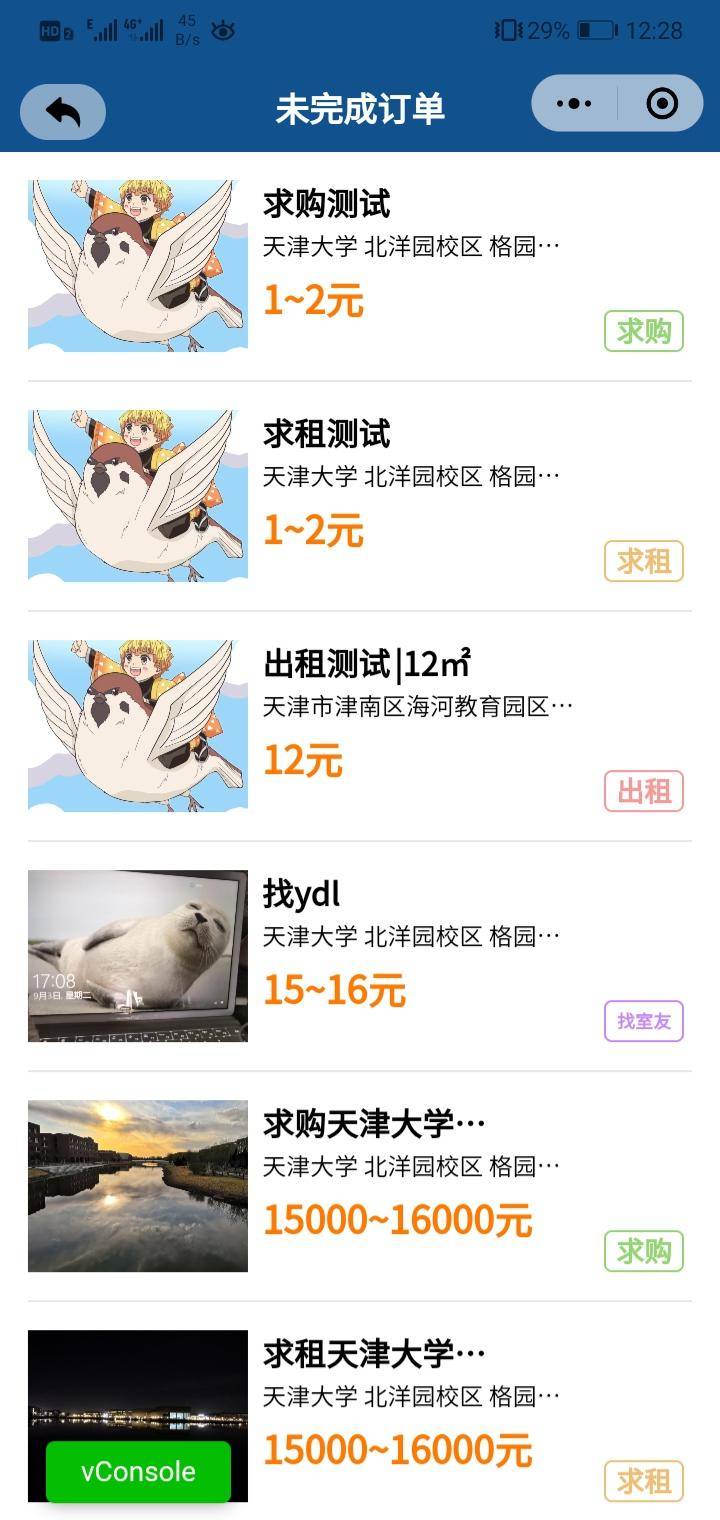 HD 2 E 4G+ 45 B/s 29% 12:28
未完成订单
求购测试
天津大学 北洋园校区 格园…
1~2元
求购
求租测试
天津大学 北洋园校区 格园…
1~2元
求租
出租测试|12㎡
天津市津南区海河教育园区…
12元
出租
找ydl
天津大学 北洋园校区 格园…
15~16元
17:08
9月3日, 星期二
找室友
求购天津大学…
天津大学 北洋园校区 格园…
15000~16000元
求购
求租天津大学…
天津大学 北洋园校区 格园…
15000~16000元
vConsole
求租